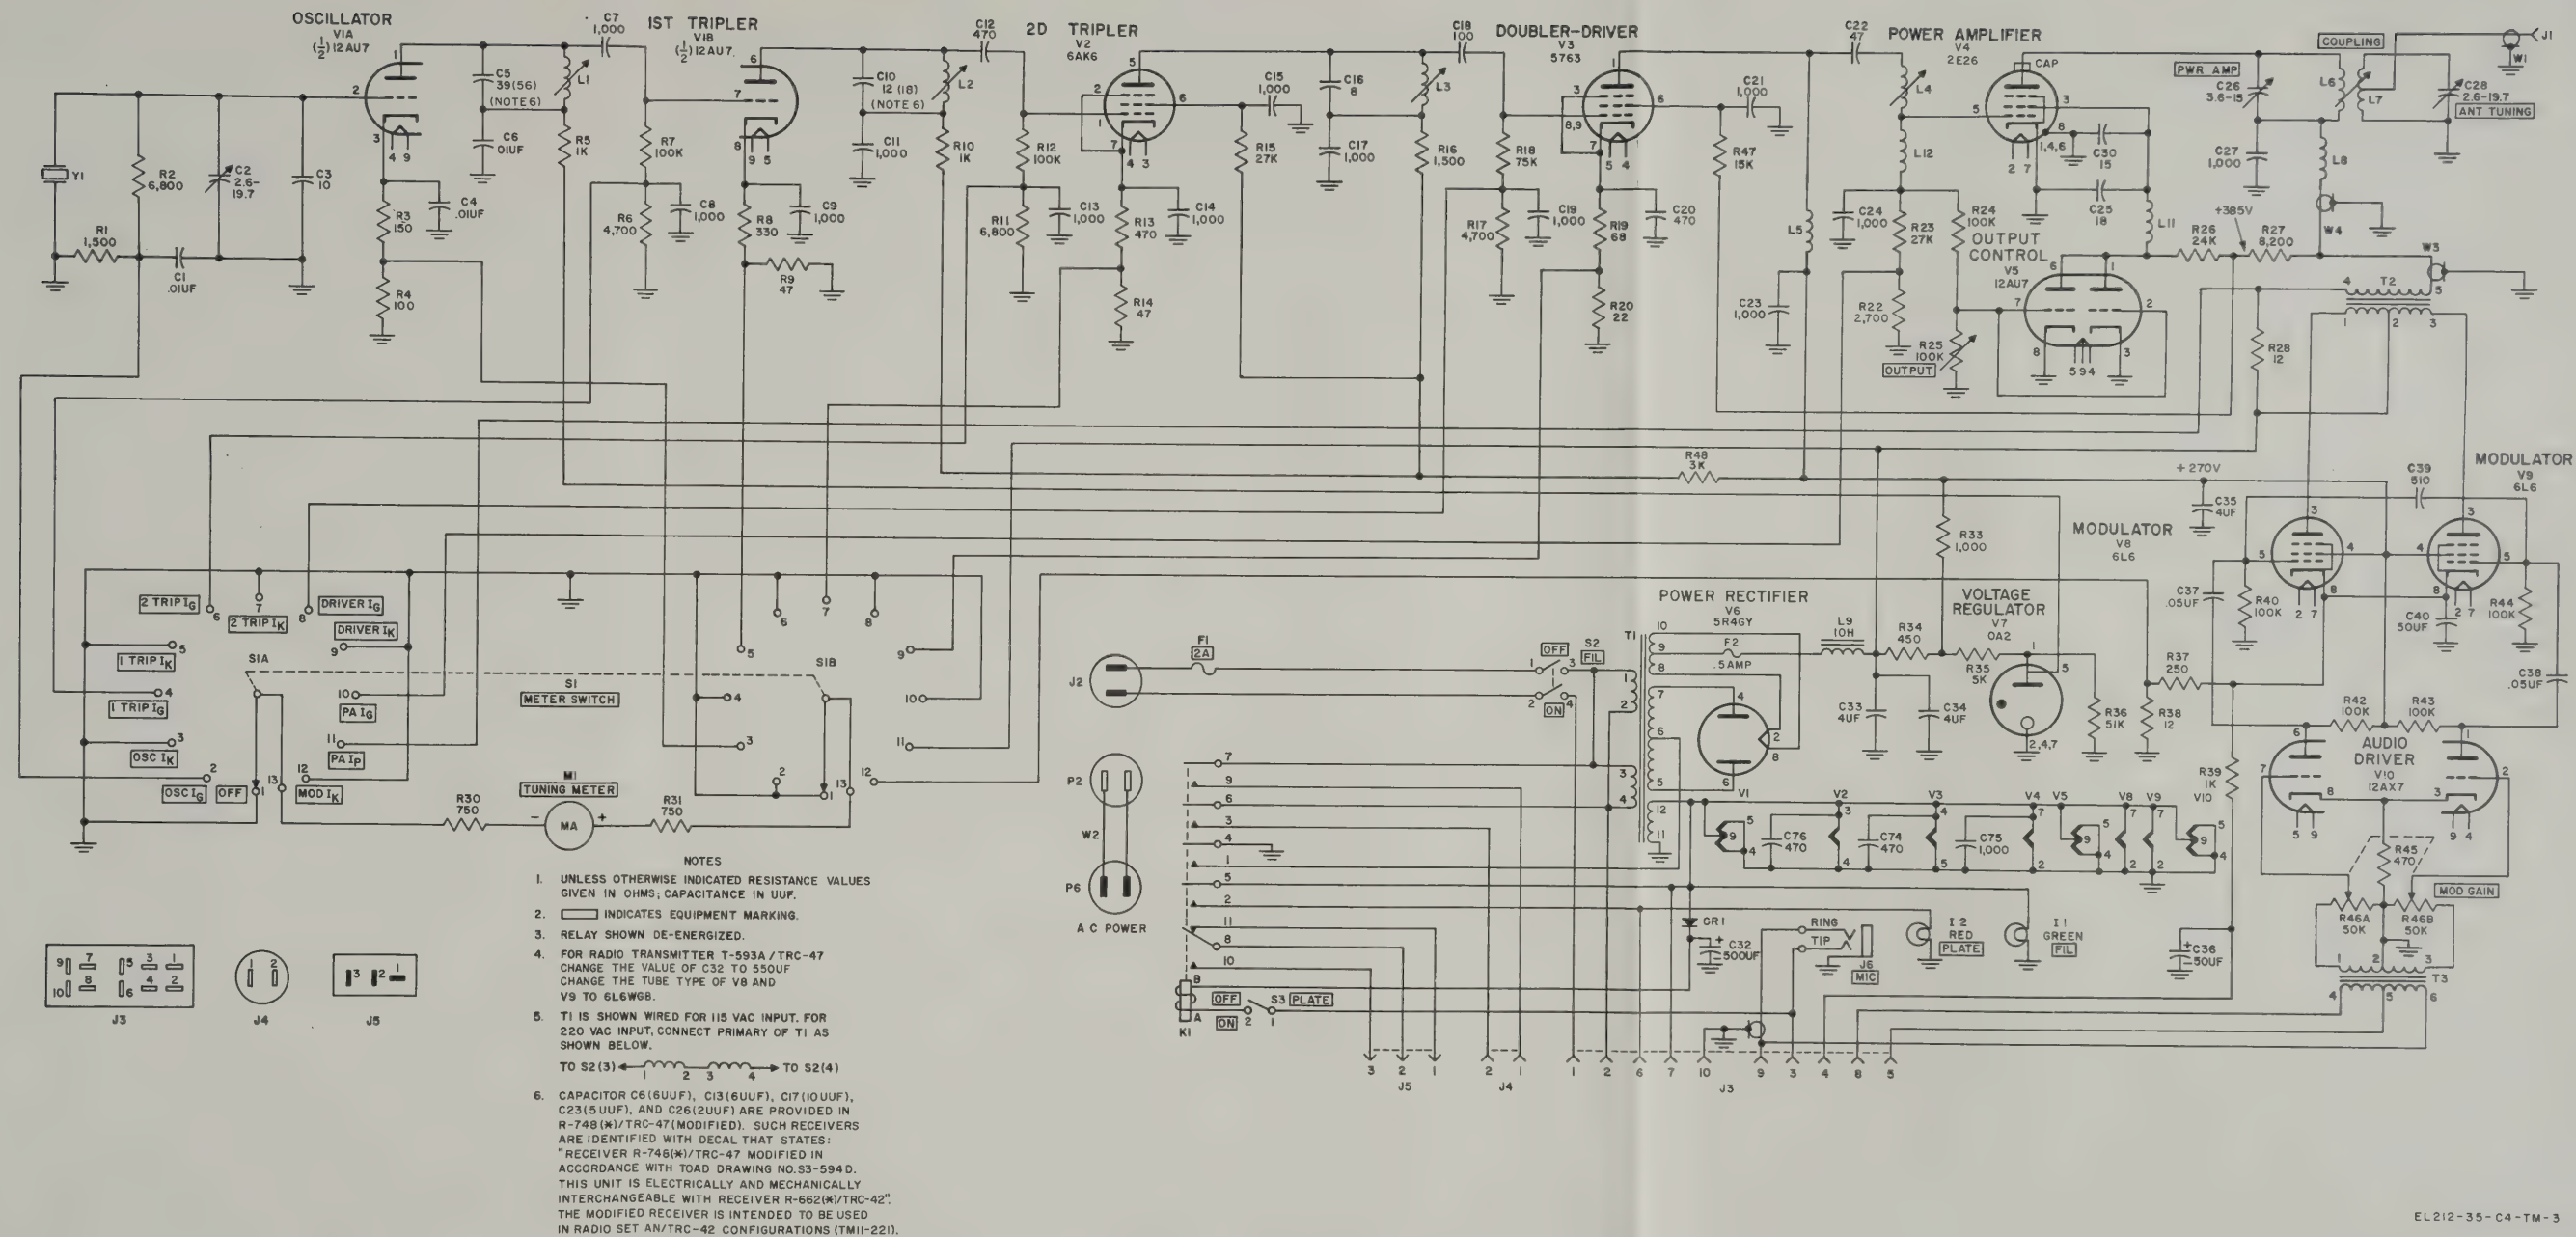 OSCILLATOR
V1A
(½)12AU7
C7
1,000
1ST TRIPLER
V1B
(½)12AU7
C12
470
2D TRIPLER
V2
6AK6
C18
100
DOUBLER-DRIVER
V3
5763
C22
47
POWER AMPLIFIER
V4
2E26
CAP
COUPLING
J1
W1
PWR AMP
C26
3.6-15
L6
L7
C28
2.6-19.7
ANT TUNING
C5
39(56)
(NOTE 6)
L1
C6
.01UF
R5
1K
R7
100K
C10
12 (18)
(NOTE 6)
L2
C11
1,000
R10
1K
R12
100K
C15
1,000
R15
27K
C16
8
L3
C17
1,000
R16
1,500
R18
75K
C21
1,000
R47
15K
L4
L12
C30
15
C27
1,000
L8
Y1
R2
6,800
C2
2.6-
19.7
C3
10
R3
150
C4
.01UF
R6
4,700
C8
1,000
R8
330
C9
1,000
R11
6,800
C13
1,000
R13
470
C14
1,000
R17
4,700
C19
1,000
R19
68
C20
470
L5
C24
1,000
R23
27K
R24
100K
OUTPUT
CONTROL
V5
12AU7
C25
18
L11
+385V
R26
24K
R27
8,200
W4
W3
R1
1,500
C1
.01UF
R4
100
R9
47
R14
47
R20
22
C23
1,000
R22
2,700
R25
100K
OUTPUT
T2
R28
12
R48
3K
+270V
C39
510
MODULATOR
V9
6L6
C35
4UF
MODULATOR
V8
6L6
R33
1,000
C37
.05UF
R40
100K
C40
50UF
R44
100K
C38
.05UF
2 TRIP IG
2 TRIP IK
DRIVER IG
DRIVER IK
1 TRIP IK
S1A
S1B
1 TRIP IG
PA IG
S1
METER SWITCH
OSC IK
PA IP
OSC IG
OFF
MOD IK
M1
TUNING METER
R30
750
MA
R31
750
J2
F1
2A
OFF
S2
FIL
ON
T1
POWER RECTIFIER
V6
5R4GY
F2
.5AMP
L9
10H
R34
450
VOLTAGE
REGULATOR
V7
OA2
R35
5K
C33
4UF
C34
4UF
R36
51K
R37
250
R38
12
R42
100K
R43
100K
AUDIO
DRIVER
V10
12AX7
R39
1K
P2
W2
P6
A C POWER
V1
V2
V3
V4
V5
V8
V9
V10
C76
470
C74
470
C75
1,000
R45
470
MOD GAIN
R46A
50K
R46B
50K
CR1
C32
500UF
RING
TIP
J6
MIC
I 2
RED
PLATE
I 1
GREEN
FIL
C36
50UF
T3
OFF
S3
PLATE
ON
K1
J5
J4
J3
J3
J4
J5
NOTES
1. UNLESS OTHERWISE INDICATED RESISTANCE VALUES
GIVEN IN OHMS; CAPACITANCE IN UUF.
2. INDICATES EQUIPMENT MARKING.
3. RELAY SHOWN DE-ENERGIZED.
4. FOR RADIO TRANSMITTER T-593A/TRC-47
CHANGE THE VALUE OF C32 TO 550UF
CHANGE THE TUBE TYPE OF V8 AND
V9 TO 6L6WGB.
5. T1 IS SHOWN WIRED FOR 115 VAC INPUT. FOR
220 VAC INPUT, CONNECT PRIMARY OF T1 AS
SHOWN BELOW.
TO S2(3) 1 2 3 4 TO S2(4)
6. CAPACITOR C6(6UUF), C13(6UUF), C17(10UUF),
C23(5UUF), AND C26(2UUF) ARE PROVIDED IN
R-748(*)/TRC-47(MODIFIED). SUCH RECEIVERS
ARE IDENTIFIED WITH DECAL THAT STATES:
"RECEIVER R-748(*)/TRC-47 MODIFIED IN
ACCORDANCE WITH TOAD DRAWING NO.S3-594D.
THIS UNIT IS ELECTRICALLY AND MECHANICALLY
INTERCHANGEABLE WITH RECEIVER R-662(*)/TRC-42".
THE MODIFIED RECEIVER IS INTENDED TO BE USED
IN RADIO SET AN/TRC-42 CONFIGURATIONS (TM11-221).
EL212-35-C4-TM-3